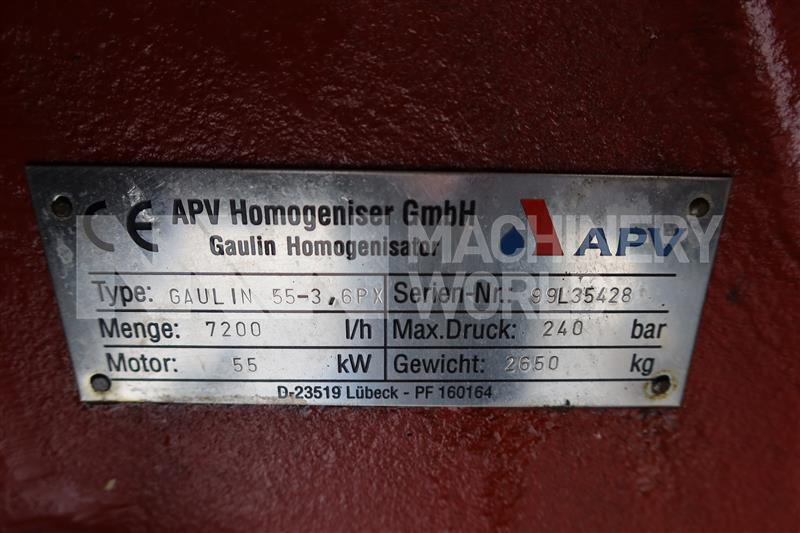 CE APV Homogeniser GmbH
Gaulin Homogenisator
APV
Type: GAULIN 55-3,6PX Serien-Nr.: 99L35428
Menge: 7200 l/h Max.Druck: 240 bar
Motor: 55 kW Gewicht: 2650 kg
D-23519 Lübeck - PF 160164
MACHINERY
WORLD